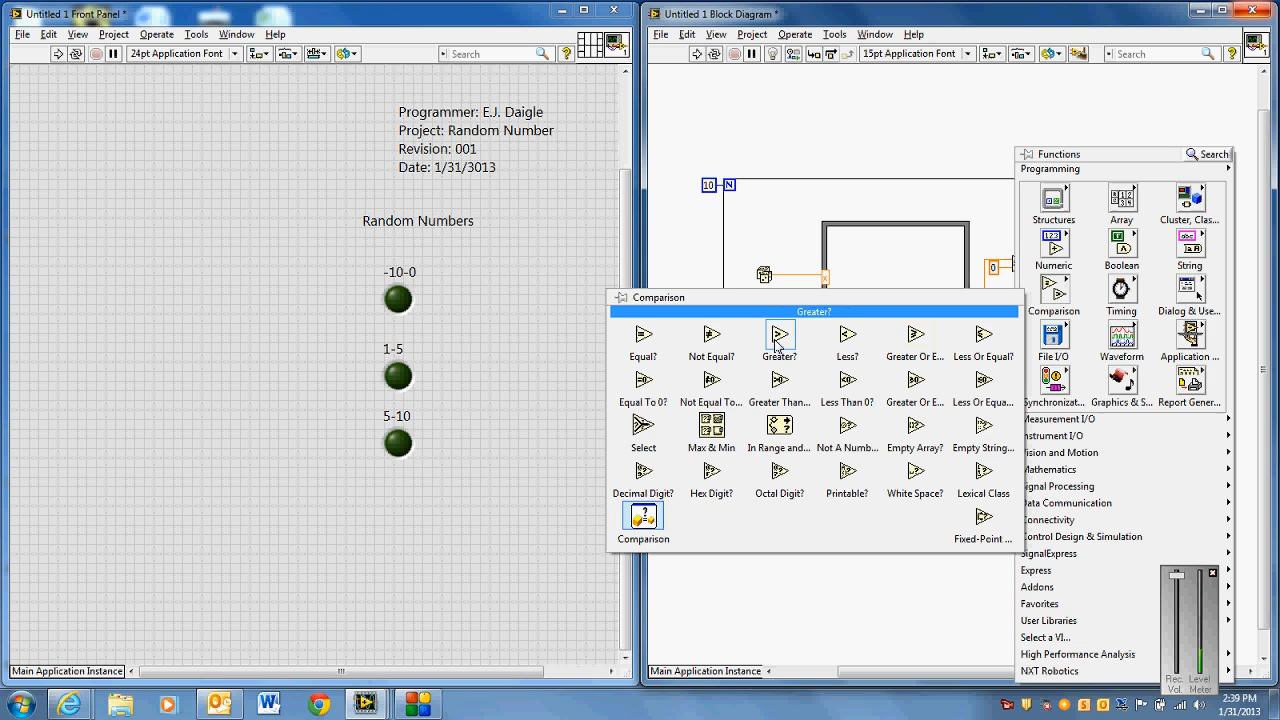 Untitled 1 Front Panel *
File Edit View Project Operate Tools Window Help
24pt Application Font
Search
?
1
Programmer: E.J. Daigle
Project: Random Number
Revision: 001
Date: 1/31/3013
Random Numbers
-10-0
1-5
5-10
Main Application Instance
Untitled 1 Block Diagram *
File Edit View Project Operate Tools Window Help
15pt Application Font
Search
?
1
10 N
0
Functions
Search
Programming
Structures Array Cluster, Clas...
Numeric Boolean String
Comparison Timing Dialog & Use...
File I/O Waveform Application ...
Synchronizat... Graphics & S... Report Gener...
Measurement I/O
Instrument I/O
Vision and Motion
Mathematics
Signal Processing
Data Communication
Connectivity
Control Design & Simulation
SignalExpress
Express
Addons
Favorites
User Libraries
Select a VI...
High Performance Analysis
NXT Robotics
Comparison
Greater?
Equal? Not Equal? Greater? Less? Greater Or E... Less Or Equal?
Equal To 0? Not Equal To... Greater Than... Less Than 0? Greater Or E... Less Or Equa...
Select Max & Min In Range and... Not A Numb... Empty Array? Empty String...
Decimal Digit? Hex Digit? Octal Digit? Printable? White Space? Lexical Class
Comparison Fixed-Point ...
Main Application Instance
Rec. Vol.
Level Meter
2:39 PM
1/31/2013